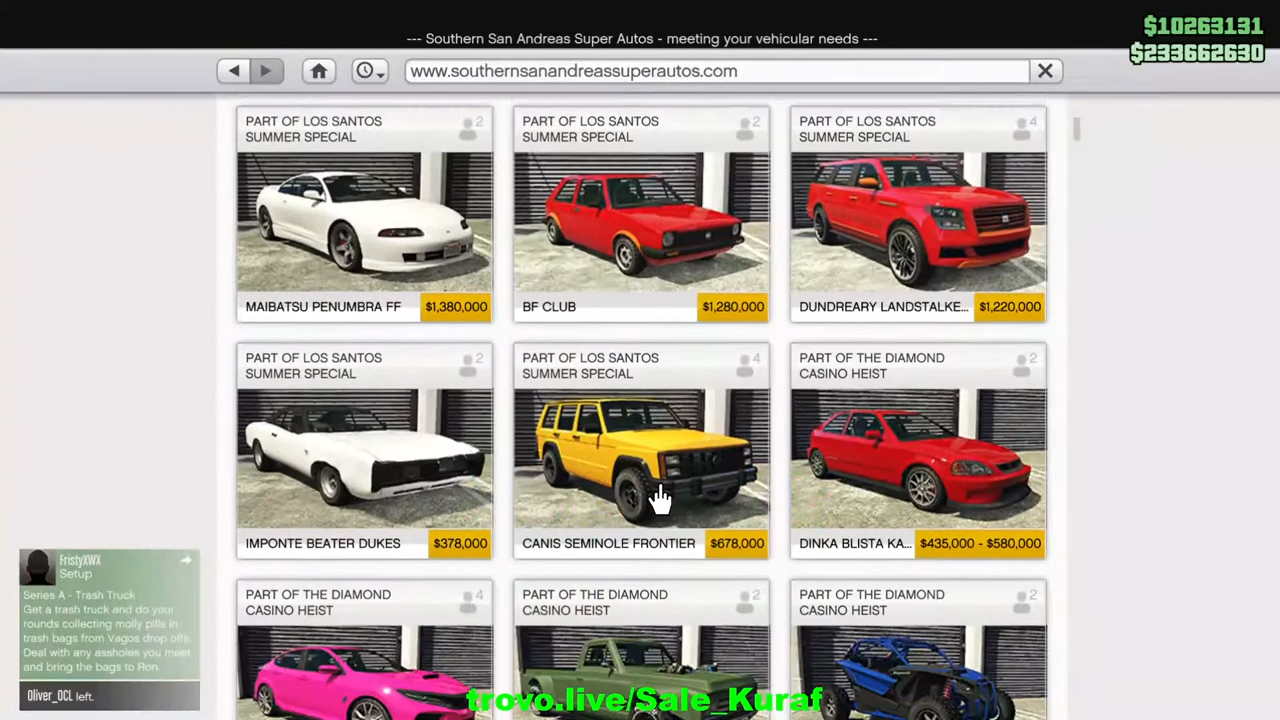 $10263131
--- Southern San Andreas Super Autos - meeting your vehicular needs ---
$233662630
www.southernsanandreassuperautos.com
PART OF LOS SANTOS
SUMMER SPECIAL
2
MAIBATSU PENUMBRA FF
$1,380,000
PART OF LOS SANTOS
SUMMER SPECIAL
2
BF CLUB
$1,280,000
PART OF LOS SANTOS
SUMMER SPECIAL
4
DUNDREARY LANDSTALKE...
$1,220,000
PART OF LOS SANTOS
SUMMER SPECIAL
2
IMPONTE BEATER DUKES
$378,000
PART OF LOS SANTOS
SUMMER SPECIAL
4
CANIS SEMINOLE FRONTIER
$678,000
PART OF THE DIAMOND
CASINO HEIST
2
DINKA BLISTA KA...
$435,000 - $580,000
PART OF THE DIAMOND
CASINO HEIST
4
PART OF THE DIAMOND
CASINO HEIST
2
PART OF THE DIAMOND
CASINO HEIST
2
FristyXWX
Setup
Series A - Trash Truck
Get a trash truck and do your
rounds collecting molly pills in
trash bags from Vagos drop offs.
Deal with any assholes you meet
and bring the bags to Ron.
Oliver_OCL left.
trovo.live/Sale_Kuraf